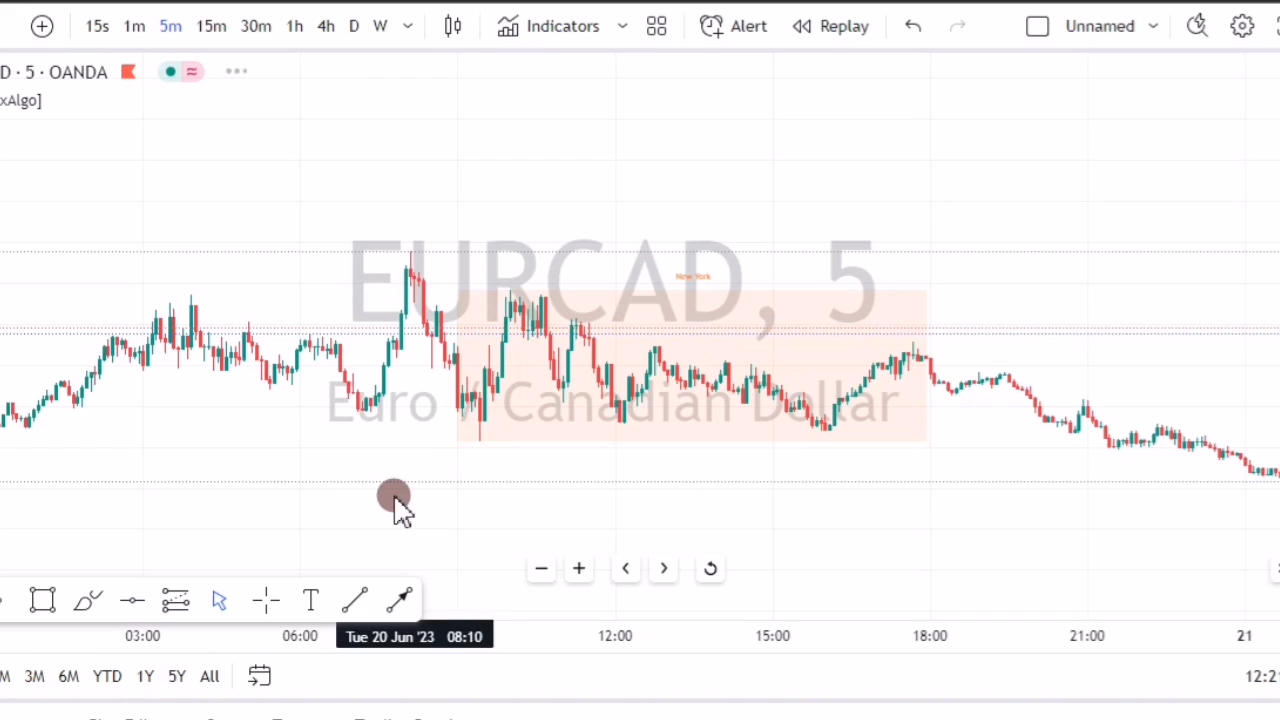 15s 1m 5m 15m 30m 1h 4h D W Indicators Alert Replay Unnamed
D · 5 · OANDA
xAlgo]
EURCAD, 5
New York
Euro / Canadian Dollar
T
03:00 06:00 Tue 20 Jun '23 08:10 12:00 15:00 18:00 21:00 21
M 3M 6M YTD 1Y 5Y All 12:21